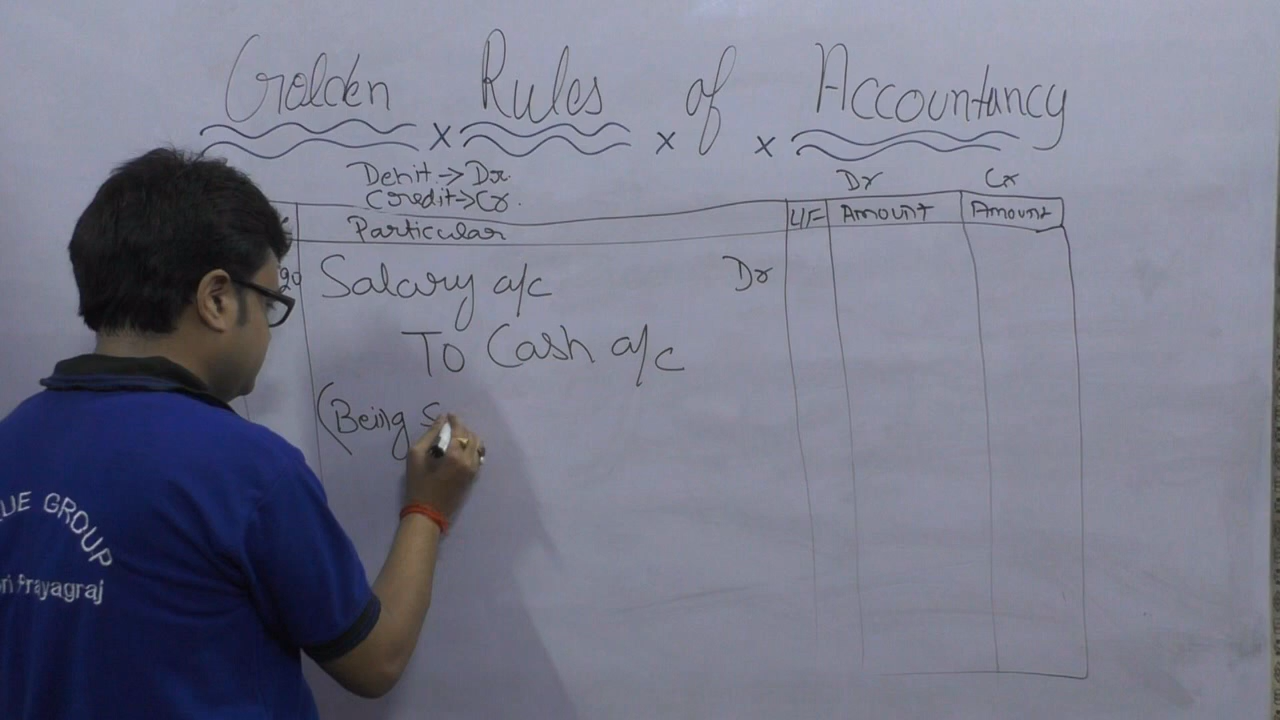 Golden Rules of Accountancy
Debit → Dr.
Credit → Cr.
Dr Cr
Particular L/F Amount Amount
Salary a/c Dr
To Cash a/c
(Being S
GROUP
Prayagraj